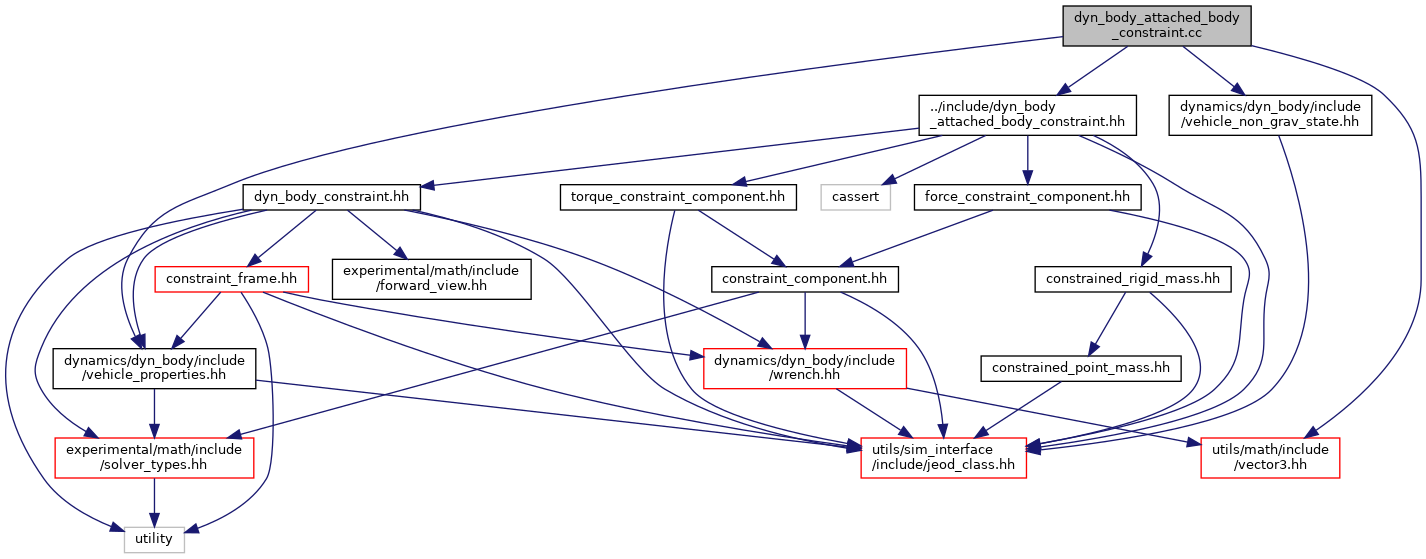 dyn_body_attached_body
_constraint.cc
../include/dyn_body
_attached_body_constraint.hh
dynamics/dyn_body/include
/vehicle_non_grav_state.hh
dyn_body_constraint.hh
torque_constraint_component.hh
cassert
force_constraint_component.hh
constraint_frame.hh
experimental/math/include
/forward_view.hh
constraint_component.hh
constrained_rigid_mass.hh
dynamics/dyn_body/include
/vehicle_properties.hh
dynamics/dyn_body/include
/wrench.hh
constrained_point_mass.hh
experimental/math/include
/solver_types.hh
utils/sim_interface
/include/jeod_class.hh
utils/math/include
/vector3.hh
utility